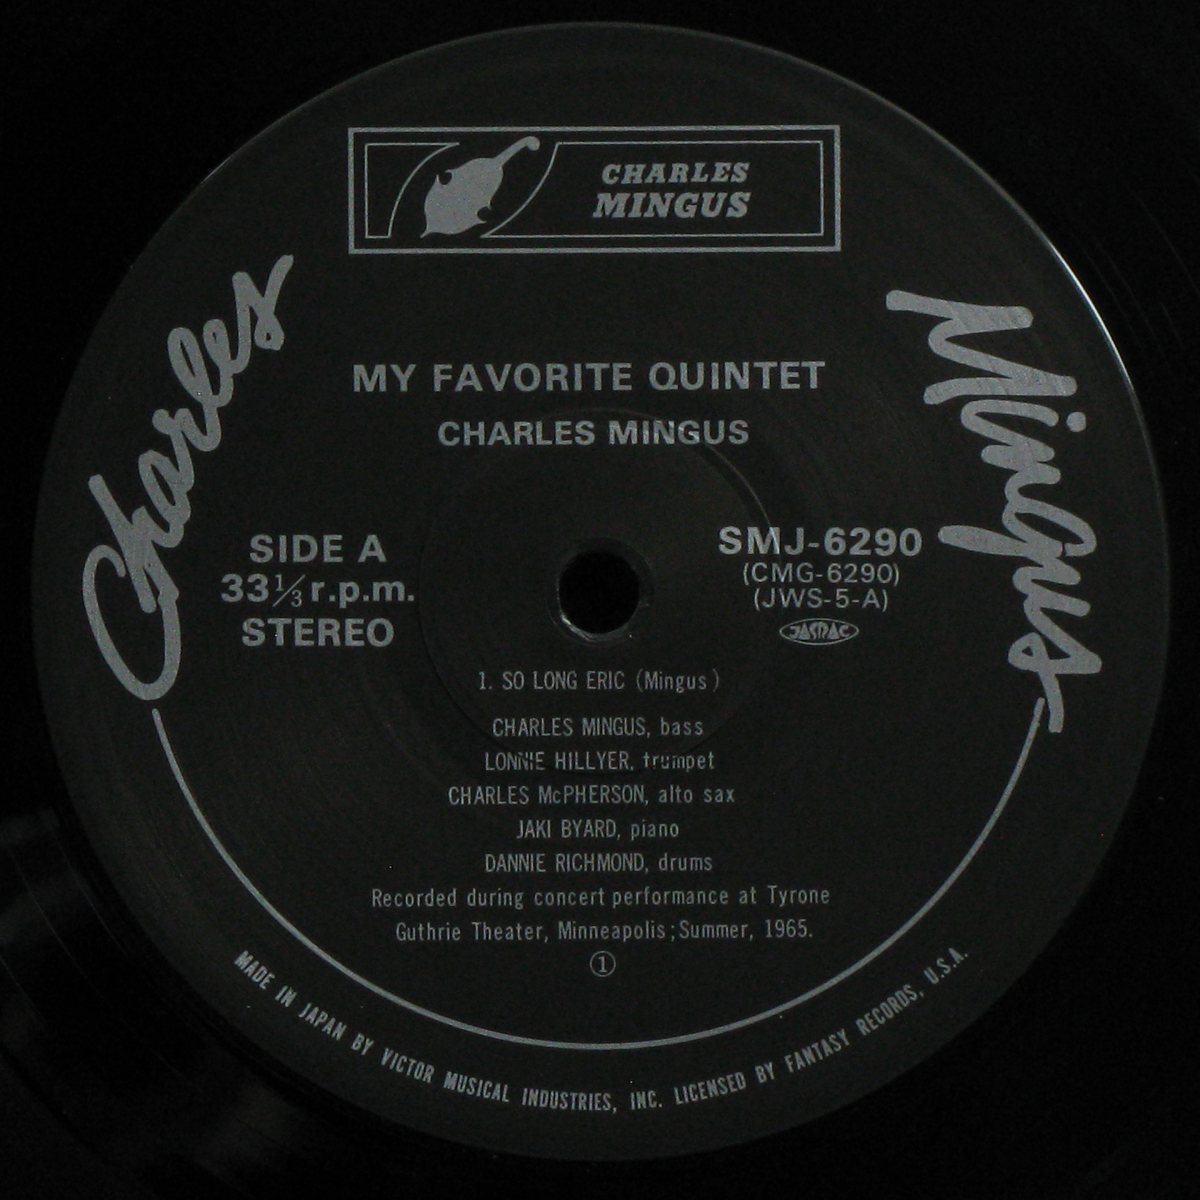 CHARLES
MINGUS
Charles
Mingus
MY FAVORITE QUINTET
CHARLES MINGUS
SIDE A
33⅓ r.p.m.
STEREO
SMJ-6290
(CMG-6290)
(JWS-5-A)
JASRAC
1. SO LONG ERIC (Mingus)
CHARLES MINGUS, bass
LONNIE HILLYER, trumpet
CHARLES McPHERSON, alto sax
JAKI BYARD, piano
DANNIE RICHMOND, drums
Recorded during concert performance at Tyrone
Guthrie Theater, Minneapolis; Summer, 1965.
①
MADE IN JAPAN BY VICTOR MUSICAL INDUSTRIES, INC. LICENSED BY FANTASY RECORDS, U.S.A.